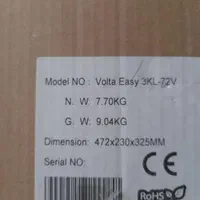 Model NO : Volta Easy 3KL-72V
N. W. 7.70KG
G. W. 9.04KG
Dimension: 472x230x325MM
Serial NO:
CE
RoHS